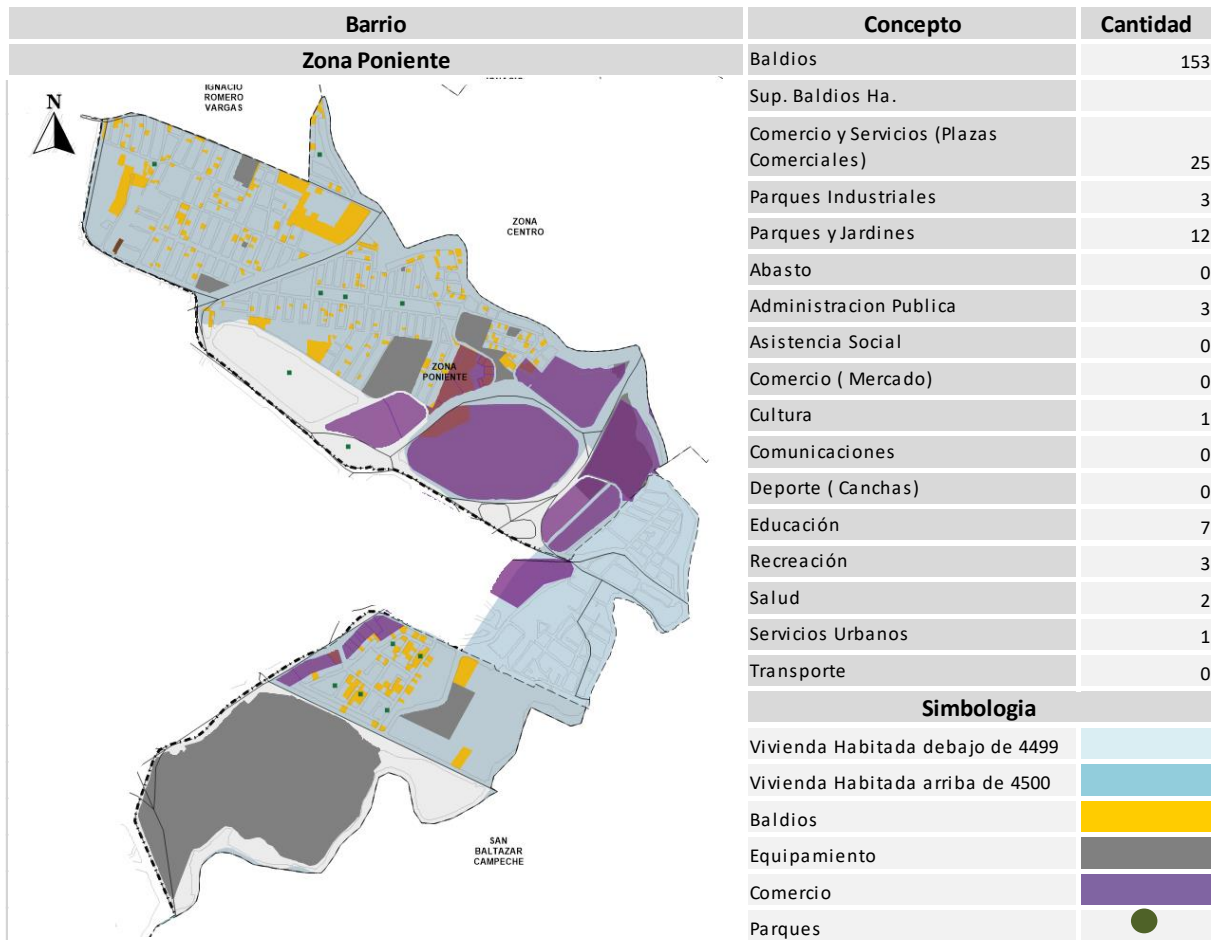 Barrio
Zona Poniente
IGNACIO
ROMERO
VARGAS
N
ZONA
CENTRO
ZONA
PONIENTE
SAN
BALTAZAR
CAMPECHE
Concepto Cantidad
Baldios 153
Sup. Baldios Ha.
Comercio y Servicios (Plazas
Comerciales) 25
Parques Industriales 3
Parques y Jardines 12
Abasto 0
Administracion Publica 3
Asistencia Social 0
Comercio ( Mercado) 0
Cultura 1
Comunicaciones 0
Deporte ( Canchas) 0
Educación 7
Recreación 3
Salud 2
Servicios Urbanos 1
Transporte 0
Simbologia
Vivienda Habitada debajo de 4499
Vivienda Habitada arriba de 4500
Baldios
Equipamiento
Comercio
Parques